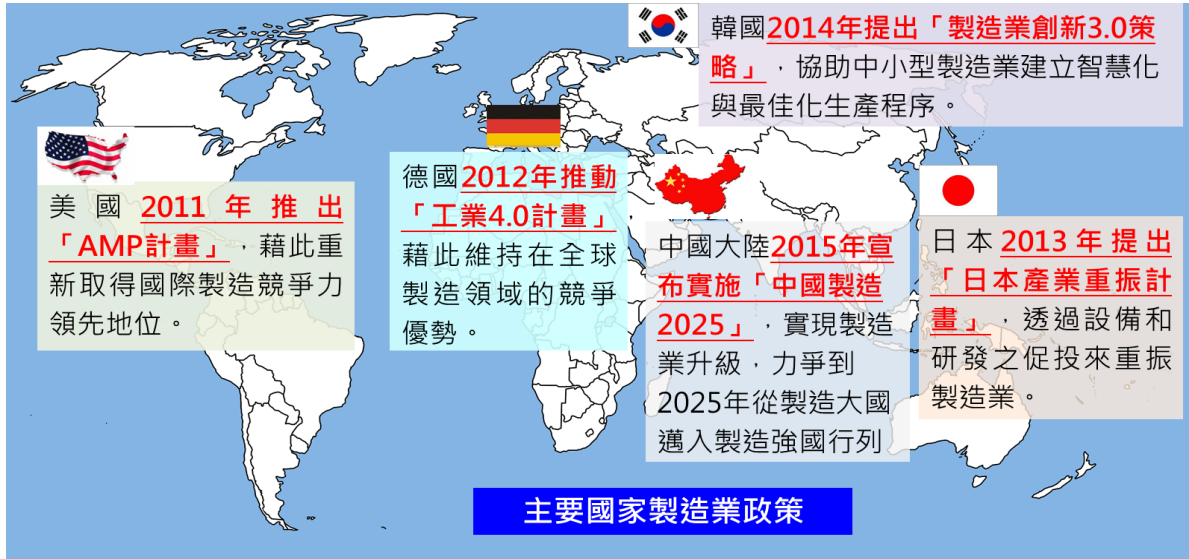 韓國2014年提出「製造業創新3.0策
略」，協助中小型製造業建立智慧化
與最佳化生產程序。
美國2011年推出
「AMP計畫」，藉此重
新取得國際製造競爭力
領先地位。
德國2012年推動
「工業4.0計畫」，
藉此維持在全球
製造領域的競爭
優勢。
中國大陸2015年宣
布實施「中國製造
2025」，實現製造
業升級，力爭到
2025年從製造大國
邁入製造強國行列
日本2013年提出
「日本產業重振計
畫」，透過設備和
研發之促投來重振
製造業。
主要國家製造業政策